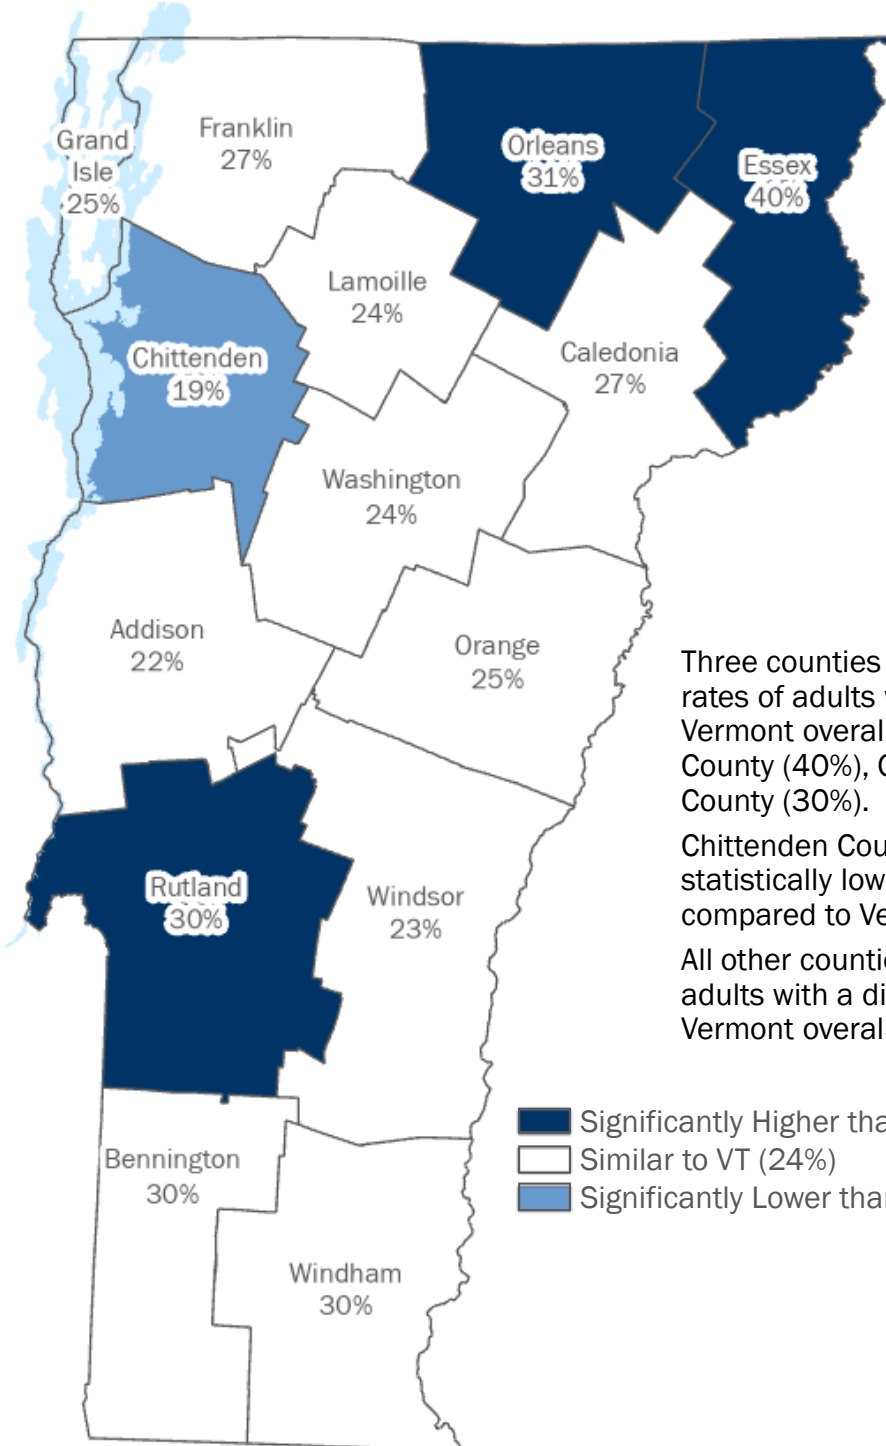 Grand
Isle
25%
Franklin
27%
Orleans
31%
Essex
40%
Lamoille
24%
Chittenden
19%
Caledonia
27%
Washington
24%
Addison
22%
Orange
25%
Rutland
30%
Windsor
23%
Bennington
30%
Windham
30%
Three counties
rates of adults
Vermont overal
County (40%),
County (30%).
Chittenden Cou
statistically low
compared to Ve
All other countie
adults with a di
Vermont overal
Significantly Higher tha
Similar to VT (24%)
Significantly Lower than